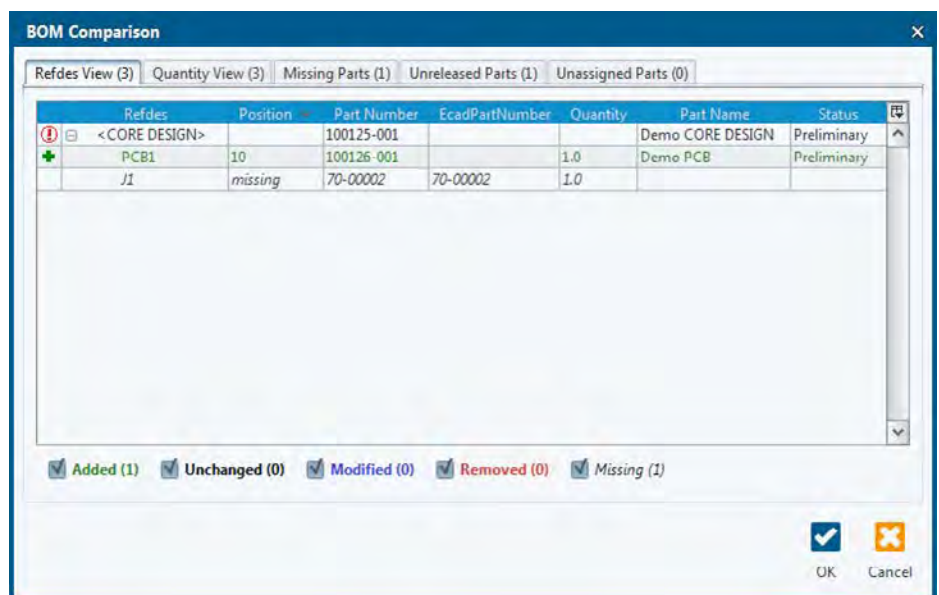 BOM Comparison
Refdes View (3) Quantity View (3) Missing Parts (1) Unreleased Parts (1) Unassigned Parts (0)
Refdes Position Part Number EcadPartNumber Quantity Part Name Status
<CORE DESIGN> 100125-001 Demo CORE DESIGN Preliminary
PCB1 10 100126-001 1.0 Demo PCB Preliminary
J1 missing 70-00002 70-00002 1.0
Added (1) Unchanged (0) Modified (0) Removed (0) Missing (1)
OK Cancel